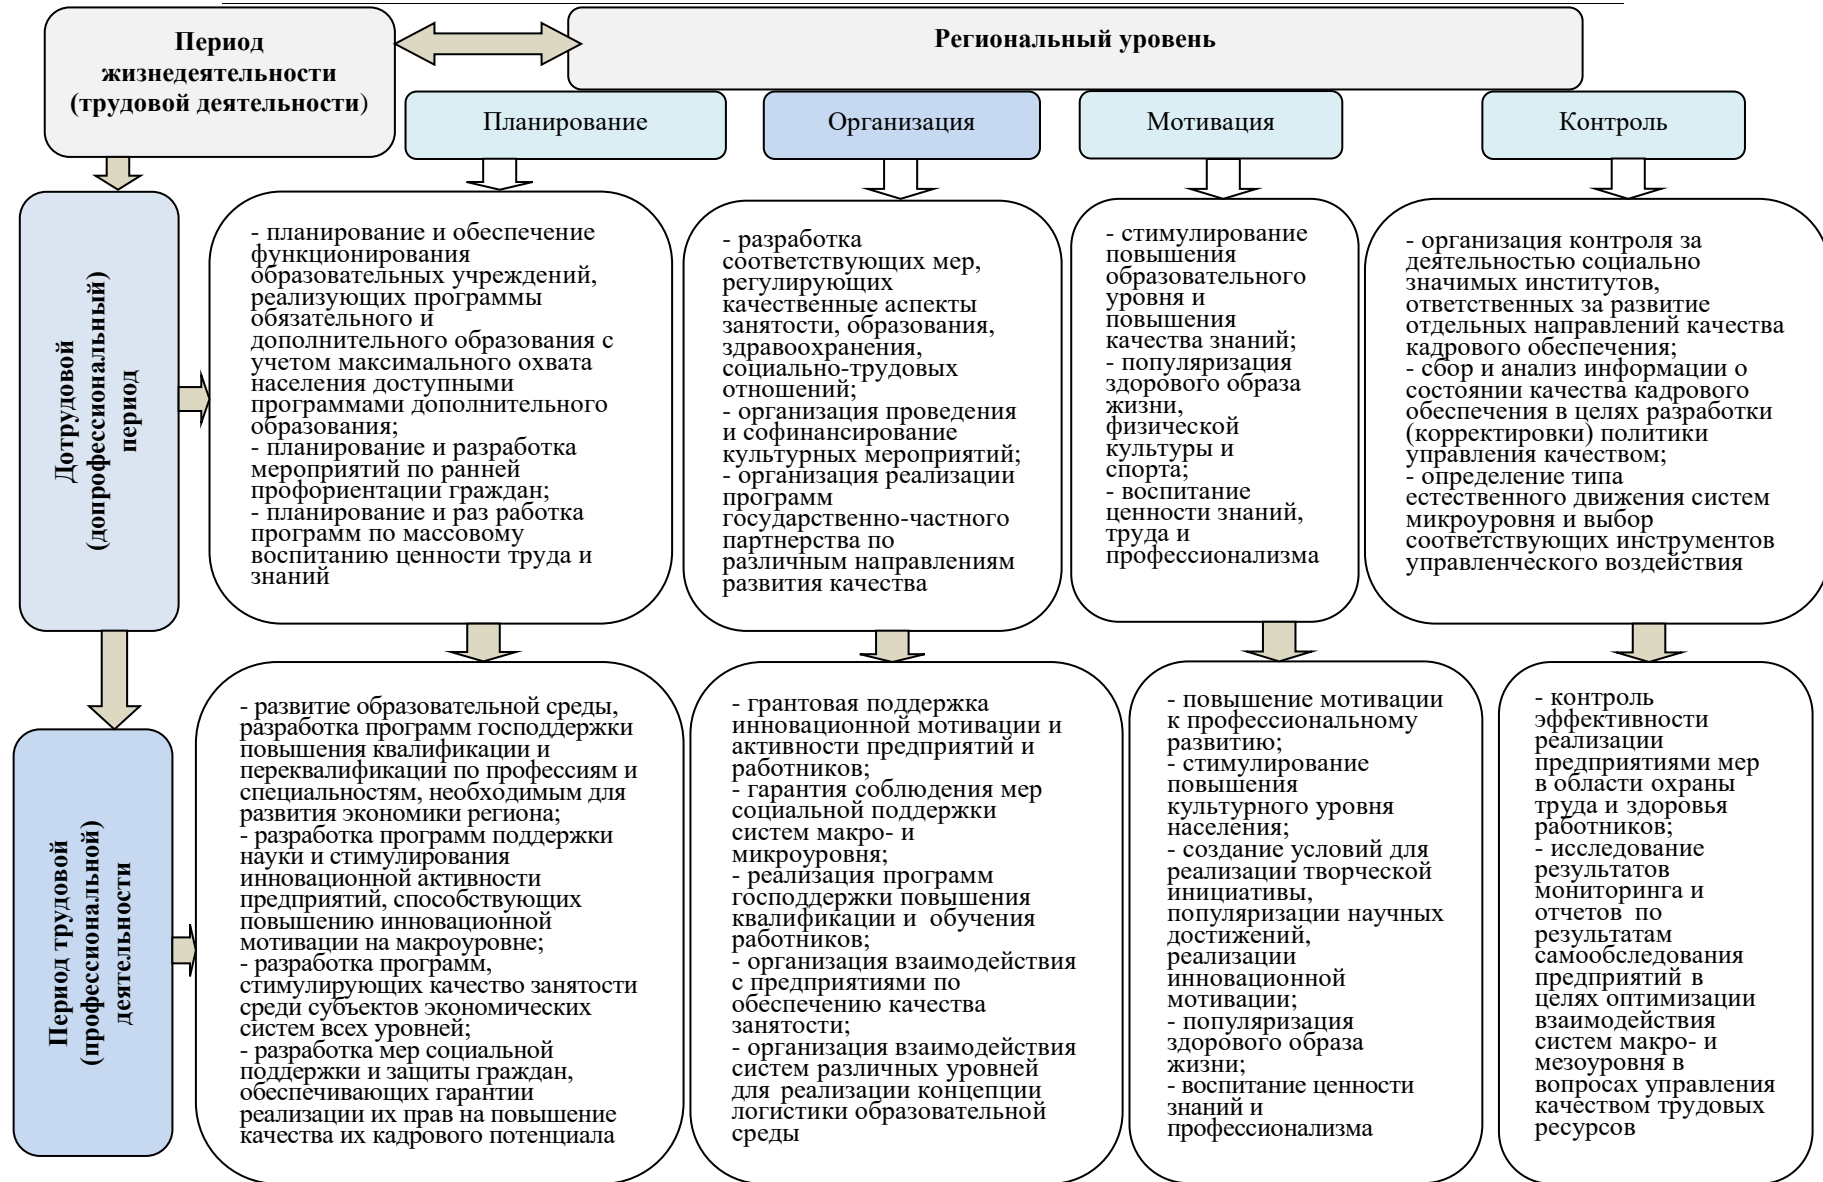 Период
жизнедеятельности
(трудовой деятельности)
Региональный уровень
Планирование
Организация
Мотивация
Контроль
Дотрудовой
(допрофессиональный)
период
- планирование и обеспечение
функционирования
образовательных учреждений,
реализующих программы
обязательного и
дополнительного образования с
учетом максимального охвата
населения доступными
программами дополнительного
образования;
- планирование и разработка
мероприятий по ранней
профориентации граждан;
- планирование и раз работка
программ по массовому
воспитанию ценности труда и
знаний
- разработка
соответствующих мер,
регулирующих
качественные аспекты
занятости, образования,
здравоохранения,
социально-трудовых
отношений;
- организация проведения
и софинансирование
культурных мероприятий;
- организация реализации
программ
государственно-частного
партнерства по
различным направлениям
развития качества
- стимулирование
повышения
образовательного
уровня и
повышения
качества знаний;
- популяризация
здорового образа
жизни,
физической
культуры и
спорта;
- воспитание
ценности знаний,
труда и
профессионализма
- организация контроля за
деятельностью социально
значимых институтов,
ответственных за развитие
отдельных направлений качества
кадрового обеспечения;
- сбор и анализ информации о
состоянии качества кадрового
обеспечения в целях разработки
(корректировки) политики
управления качеством;
- определение типа
естественного движения систем
микроуровня и выбор
соответствующих инструментов
управленческого воздействия
Период трудовой
(профессиональной)
деятельности
- развитие образовательной среды,
разработка программ господдержки
повышения квалификации и
переквалификации по профессиям и
специальностям, необходимым для
развития экономики региона;
- разработка программ поддержки
науки и стимулирования
инновационной активности
предприятий, способствующих
повышению инновационной
мотивации на макроуровне;
- разработка программ,
стимулирующих качество занятости
среди субъектов экономических
систем всех уровней;
- разработка мер социальной
поддержки и защиты граждан,
обеспечивающих гарантии
реализации их прав на повышение
качества их кадрового потенциала
- грантовая поддержка
инновационной мотивации и
активности предприятий и
работников;
- гарантия соблюдения мер
социальной поддержки
систем макро- и
микроуровня;
- реализация программ
господдержки повышения
квалификации и обучения
работников;
- организация взаимодействия
с предприятиями по
обеспечению качества
занятости;
- организация взаимодействия
систем различных уровней
для реализации концепции
логистики образовательной
среды
- повышение мотивации
к профессиональному
развитию;
- стимулирование
повышения
культурного уровня
населения;
- создание условий для
реализации творческой
инициативы,
популяризации научных
достижений,
реализации
инновационной
мотивации;
- популяризация
здорового образа
жизни;
- воспитание ценности
знаний и
профессионализма
- контроль
эффективности
реализации
предприятиями мер
в области охраны
труда и здоровья
работников;
- исследование
результатов
мониторинга и
отчетов по
результатам
самообследования
предприятий в
целях оптимизации
взаимодействия
систем макро- и
мезоуровня в
вопросах управления
качеством трудовых
ресурсов